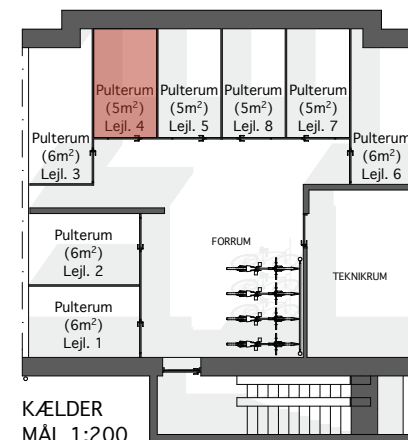 Pulterum
(5m²)
Lejl. 4
Pulterum
(5m²)
Lejl. 5
Pulterum
(5m²)
Lejl. 8
Pulterum
(5m²)
Lejl. 7
Pulterum
(6m²)
Lejl. 3
Pulterum
(6m²)
Lejl. 6
Pulterum
(6m²)
Lejl. 2
FORRUM
TEKNIKRUM
Pulterum
(6m²)
Lejl. 1
KÆLDER
MÅL 1:200